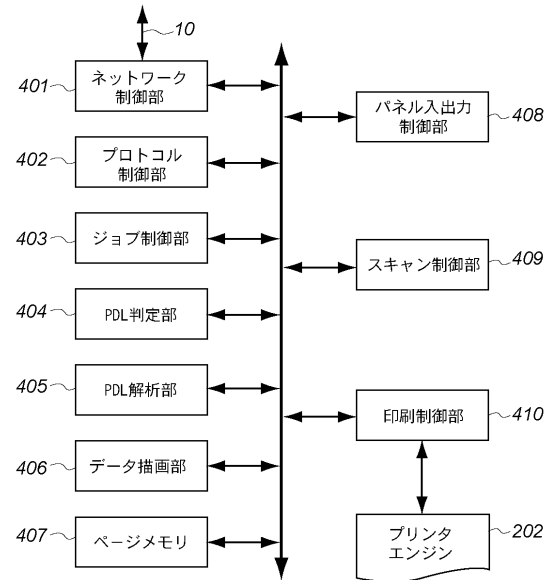 10
401
ネットワーク
制御部
402
プロトコル
制御部
403
ジョブ制御部
404
PDL判定部
405
PDL解析部
406
データ描画部
407
ページメモリ
パネル入出力
制御部
408
スキャン制御部
409
印刷制御部
410
プリンタ
エンジン
202